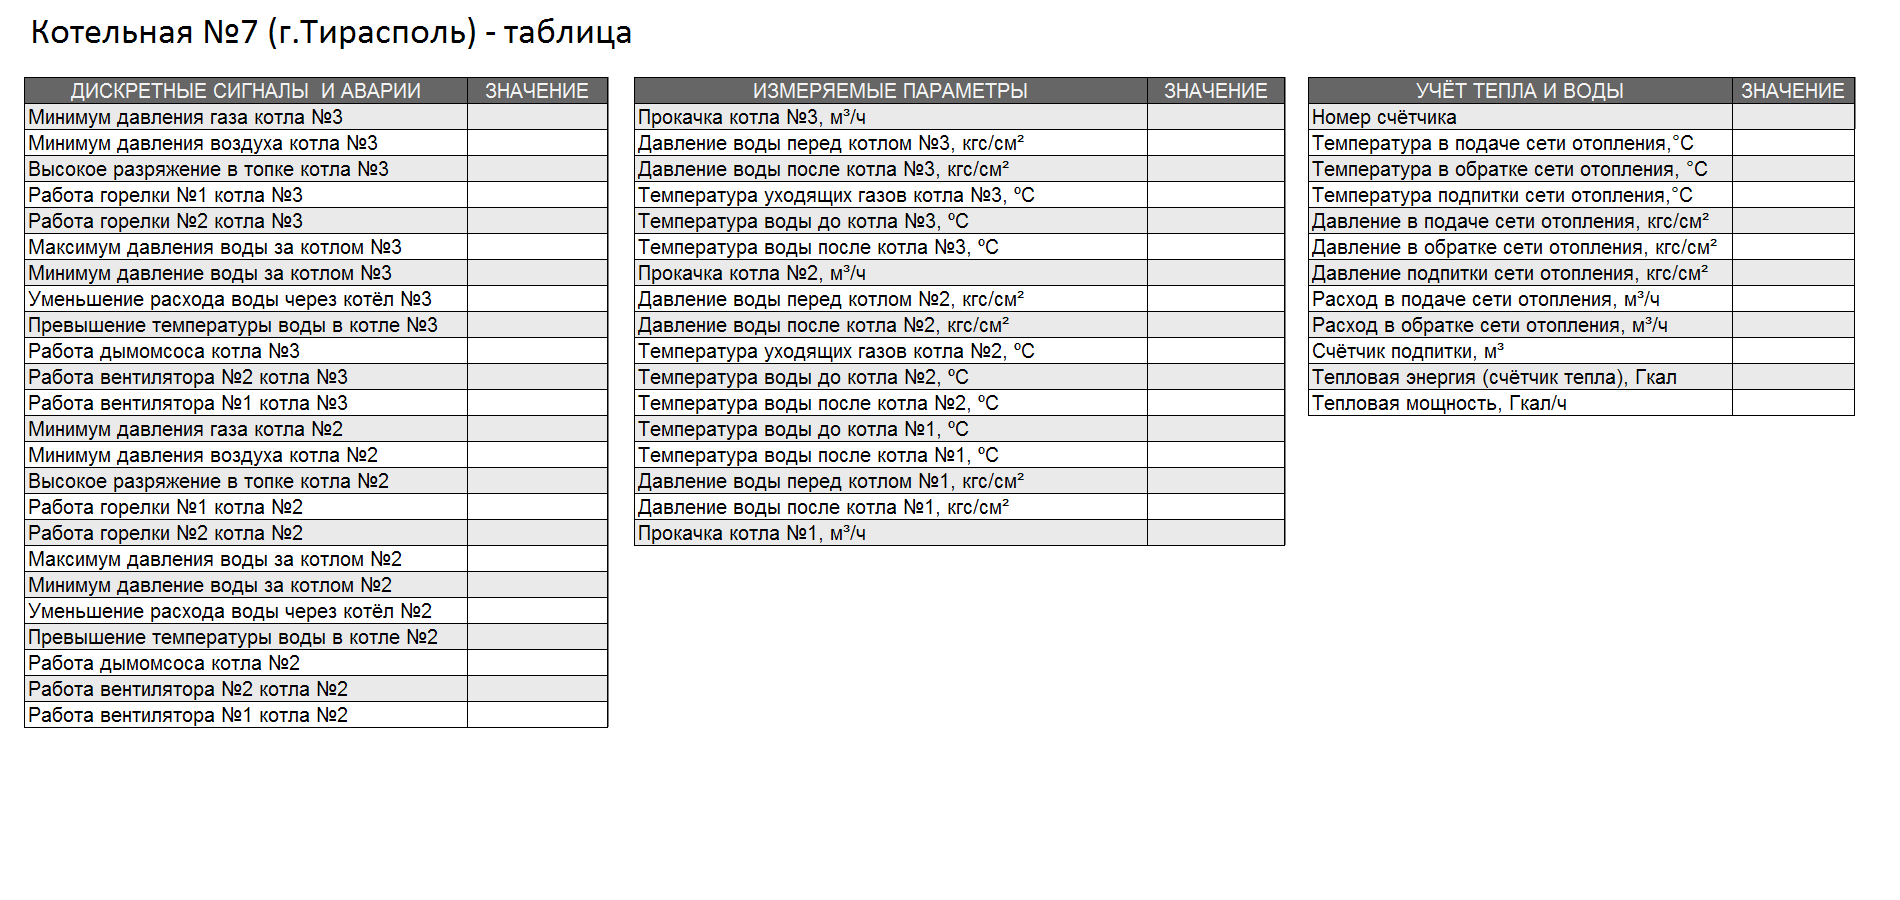 Котельная №7 (г.Тирасполь) - таблица
ДИСКРЕТНЫЕ СИГНАЛЫ И АВАРИИ ЗНАЧЕНИЕ
Минимум давления газа котла №3
Минимум давления воздуха котла №3
Высокое разряжение в топке котла №3
Работа горелки №1 котла №3
Работа горелки №2 котла №3
Максимум давления воды за котлом №3
Минимум давление воды за котлом №3
Уменьшение расхода воды через котёл №3
Превышение температуры воды в котле №3
Работа дымомсоса котла №3
Работа вентилятора №2 котла №3
Работа вентилятора №1 котла №3
Минимум давления газа котла №2
Минимум давления воздуха котла №2
Высокое разряжение в топке котла №2
Работа горелки №1 котла №2
Работа горелки №2 котла №2
Максимум давления воды за котлом №2
Минимум давление воды за котлом №2
Уменьшение расхода воды через котёл №2
Превышение температуры воды в котле №2
Работа дымомсоса котла №2
Работа вентилятора №2 котла №2
Работа вентилятора №1 котла №2
ИЗМЕРЯЕМЫЕ ПАРАМЕТРЫ ЗНАЧЕНИЕ
Прокачка котла №3, м³/ч
Давление воды перед котлом №3, кгс/см²
Давление воды после котла №3, кгс/см²
Температура уходящих газов котла №3, ºС
Температура воды до котла №3, ºС
Температура воды после котла №3, ºС
Прокачка котла №2, м³/ч
Давление воды перед котлом №2, кгс/см²
Давление воды после котла №2, кгс/см²
Температура уходящих газов котла №2, ºС
Температура воды до котла №2, ºС
Температура воды после котла №2, ºС
Температура воды до котла №1, ºС
Температура воды после котла №1, ºС
Давление воды перед котлом №1, кгс/см²
Давление воды после котла №1, кгс/см²
Прокачка котла №1, м³/ч
УЧЁТ ТЕПЛА И ВОДЫ ЗНАЧЕНИЕ
Номер счётчика
Температура в подаче сети отопления,°С
Температура в обратке сети отопления, °С
Температура подпитки сети отопления,°С
Давление в подаче сети отопления, кгс/см²
Давление в обратке сети отопления, кгс/см²
Давление подпитки сети отопления, кгс/см²
Расход в подаче сети отопления, м³/ч
Расход в обратке сети отопления, м³/ч
Счётчик подпитки, м³
Тепловая энергия (счётчик тепла), Гкал
Тепловая мощность, Гкал/ч